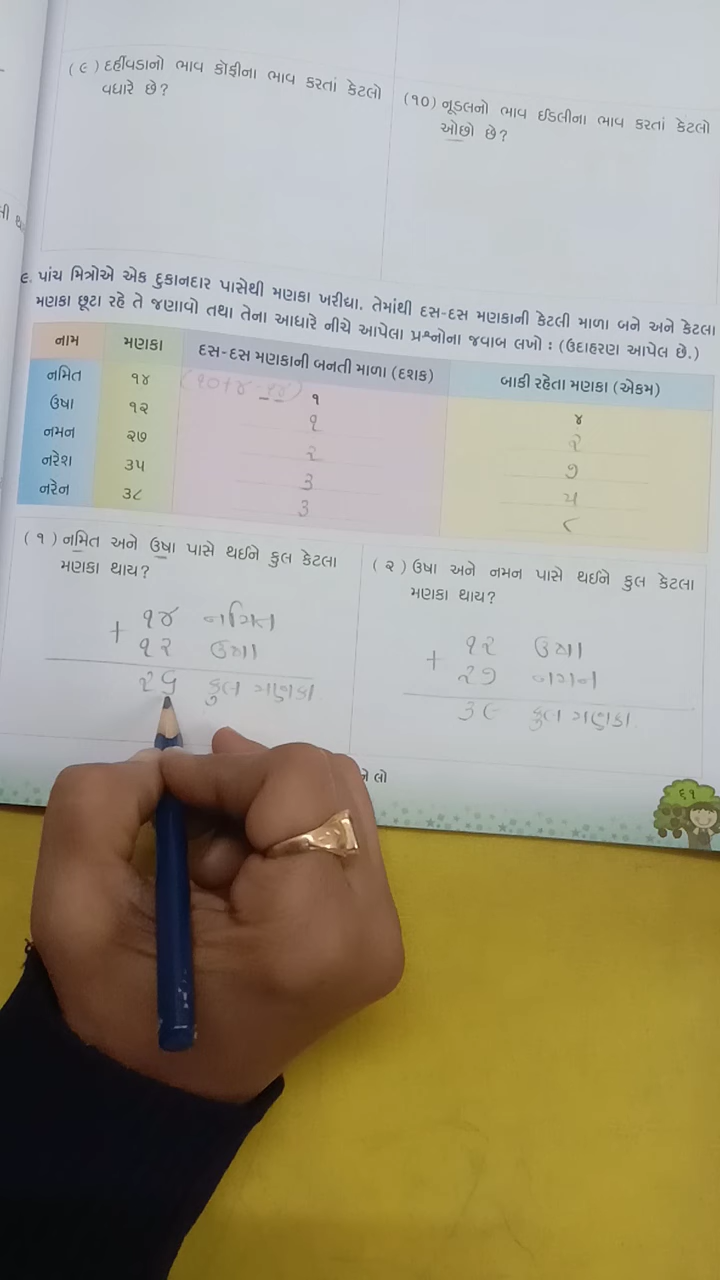 (૯) દહીંવડાનો ભાવ કૉફીના ભાવ કરતાં કેટલો
વધારે છે?
(૧૦) નૂડલનો ભાવ ઈડલીના ભાવ કરતાં કેટલો
ઓછો છે?
૯. પાંચ મિત્રોએ એક દુકાનદાર પાસેથી મણકા ખરીદ્યા. તેમાંથી દસ-દસ મણકાની કેટલી માળા બને અને કેટલા
મણકા છૂટા રહે તે જણાવો તથા તેના આધારે નીચે આપેલા પ્રશ્નોના જવાબ લખો : (ઉદાહરણ આપેલ છે.)
નામ મણકા દસ-દસ મણકાની બનતી માળા (દશક) બાકી રહેતા મણકા (એકમ)
નમિત ૧૪ (૧૦+૪=૧૪) ૧ ૪
ઉષા ૧૨ ૧ ૨
નમન ૨૭ ૨ ૭
નરેશ ૩૫ ૩ ૫
નરેન ૩૮ ૩ ૮
(૧) નમિત અને ઉષા પાસે થઈને કુલ કેટલા
મણકા થાય?
૧૪ નમિત
+ ૧૨ ઉષા
૨૬ કુલ મણકા
(૨) ઉષા અને નમન પાસે થઈને કુલ કેટલા
મણકા થાય?
૧૨ ઉષા
+ ૨૭ નમન
૩૯ કુલ મણકા
ને લો
૬૧